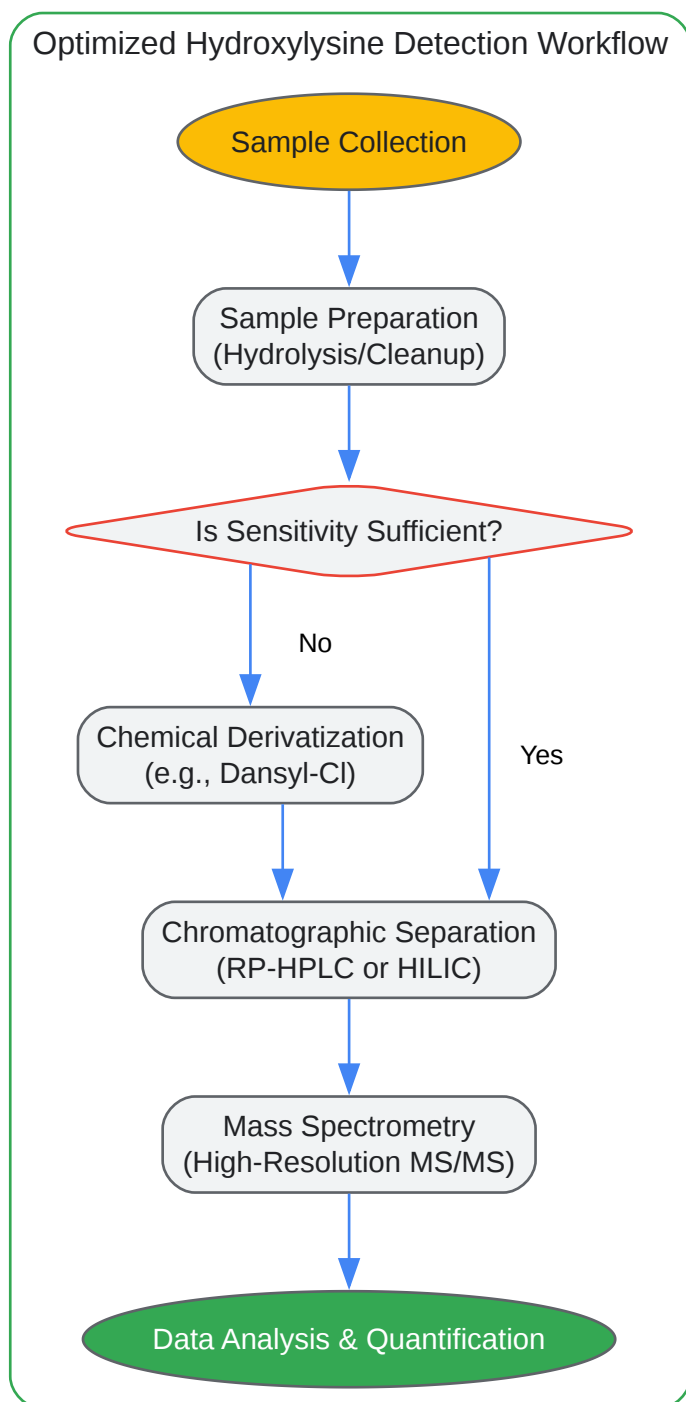 Optimized Hydroxylysine Detection Workflow
Sample Collection
Sample Preparation
(Hydrolysis/Cleanup)
Is Sensitivity Sufficient?
No
Chemical Derivatization
(e.g., Dansyl-Cl)
Yes
Chromatographic Separation
(RP-HPLC or HILIC)
Mass Spectrometry
(High-Resolution MS/MS)
Data Analysis & Quantification